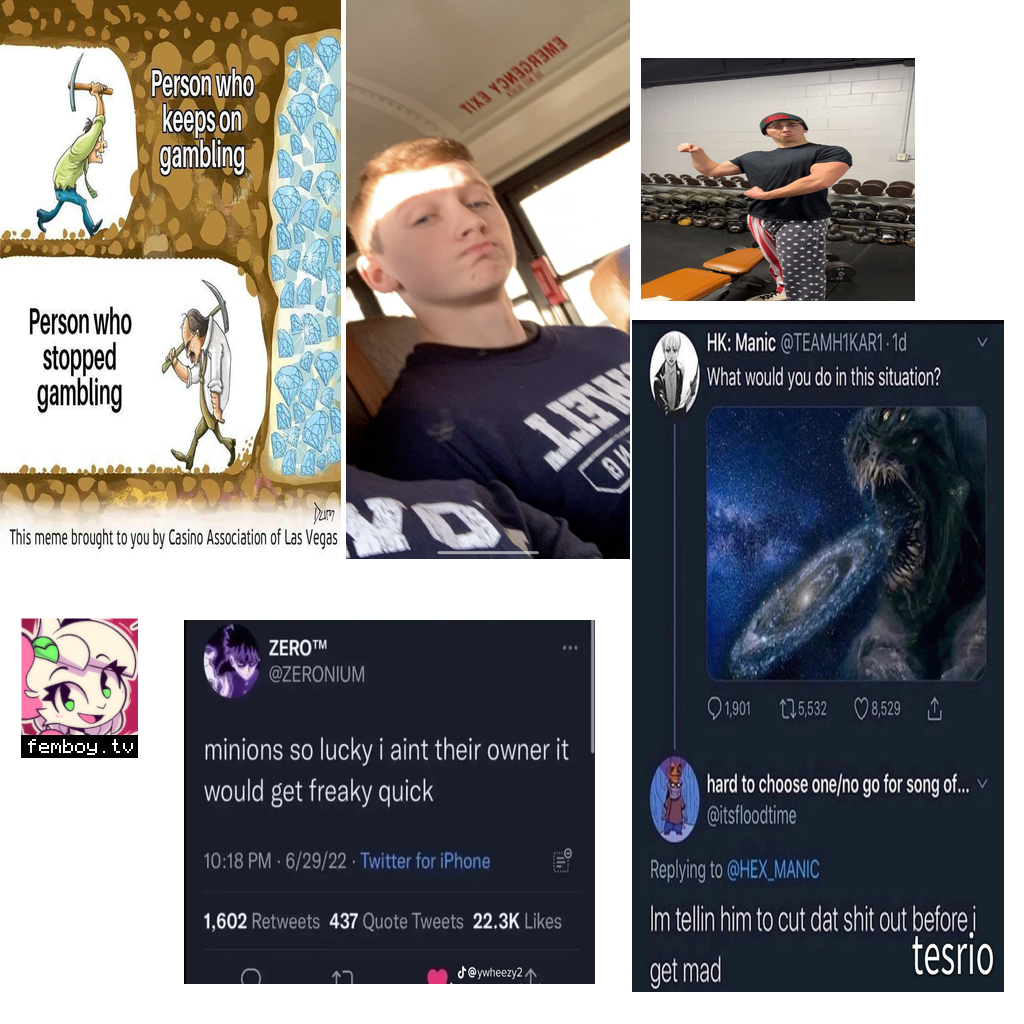 Person who
keeps on
gambling
Person who
stopped
gambling
Dum
This meme brought to you by Casino Association of Las Vegas
EMERGENCY EXIT
HK: Manic @TEAMH1KAR1 · 1d
What would you do in this situation?
1,901 5,532 8,529
hard to choose one/no go for song of...
@itsfloodtime
Replying to @HEX_MANIC
Im tellin him to cut dat shit out before i
get mad
tesrio
femboy.tv
ZERO™
@ZERONIUM
minions so lucky i aint their owner it
would get freaky quick
10:18 PM · 6/29/22 · Twitter for iPhone
1,602 Retweets 437 Quote Tweets 22.3K Likes
@ywheezy2